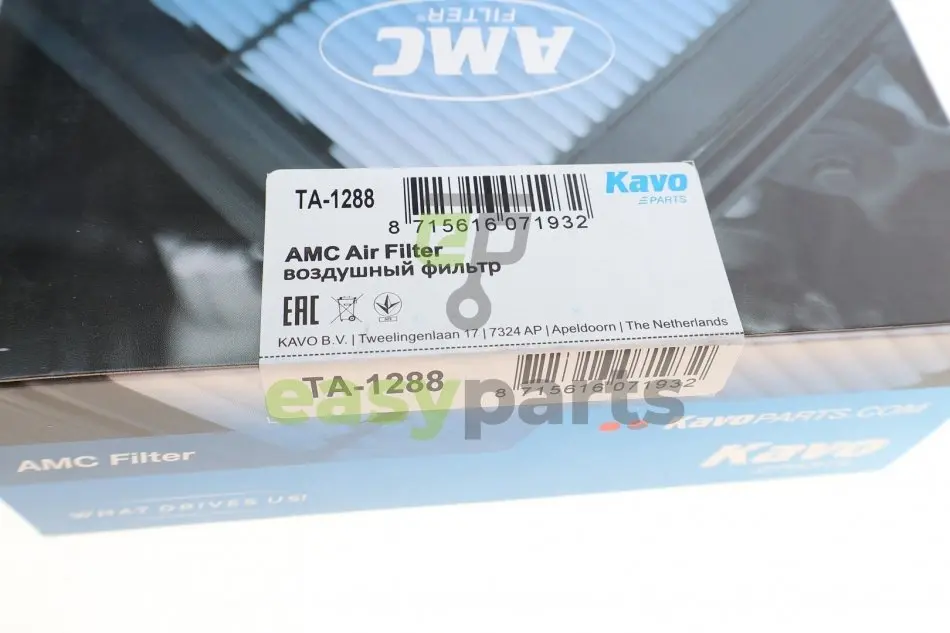 AMC
FILTER®
TA-1288
8 715616 071932
Kavo
PARTS
AMC Air Filter
воздушный фильтр
EAC
KAVO B.V. | Tweelingenlaan 17 | 7324 AP | Apeldoorn | The Netherlands
TA-1288
8 715616 071932
easyparts
KAVOPARTS.COM
AMC Filter
Kavo
PARTS
WHAT DRIVES US!